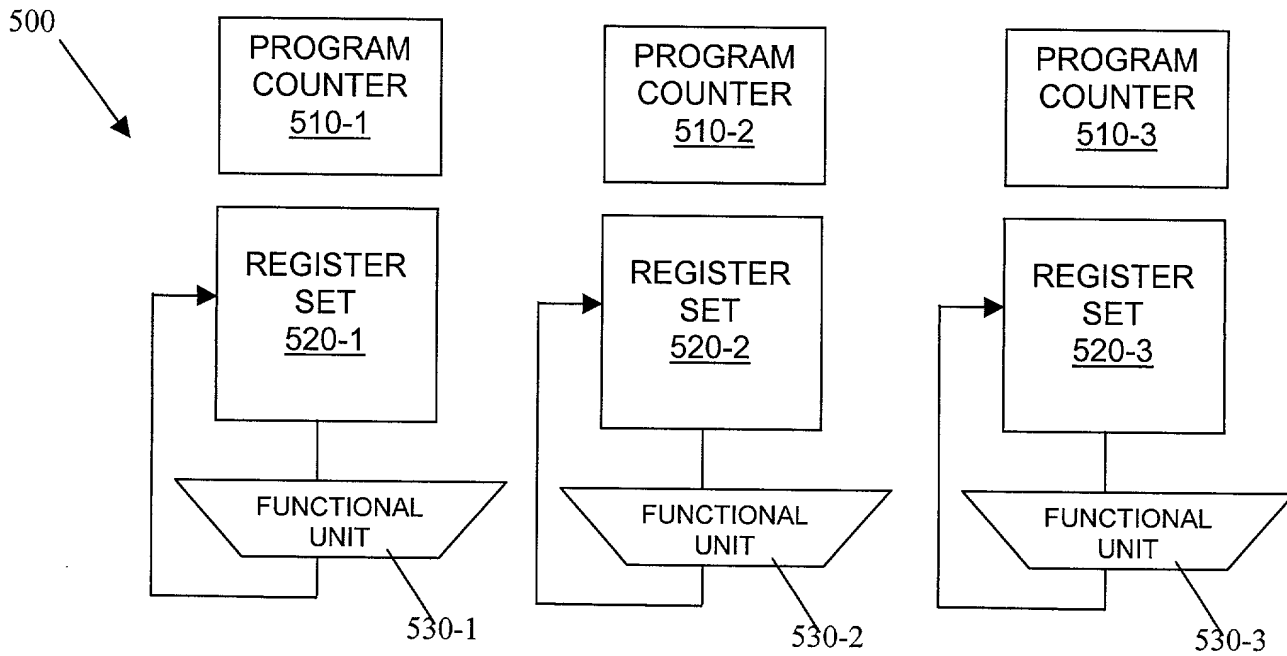 500
PROGRAM
COUNTER
510-1
PROGRAM
COUNTER
510-2
PROGRAM
COUNTER
510-3
REGISTER
SET
520-1
REGISTER
SET
520-2
REGISTER
SET
520-3
FUNCTIONAL
UNIT
530-1
FUNCTIONAL
UNIT
530-2
FUNCTIONAL
UNIT
530-3